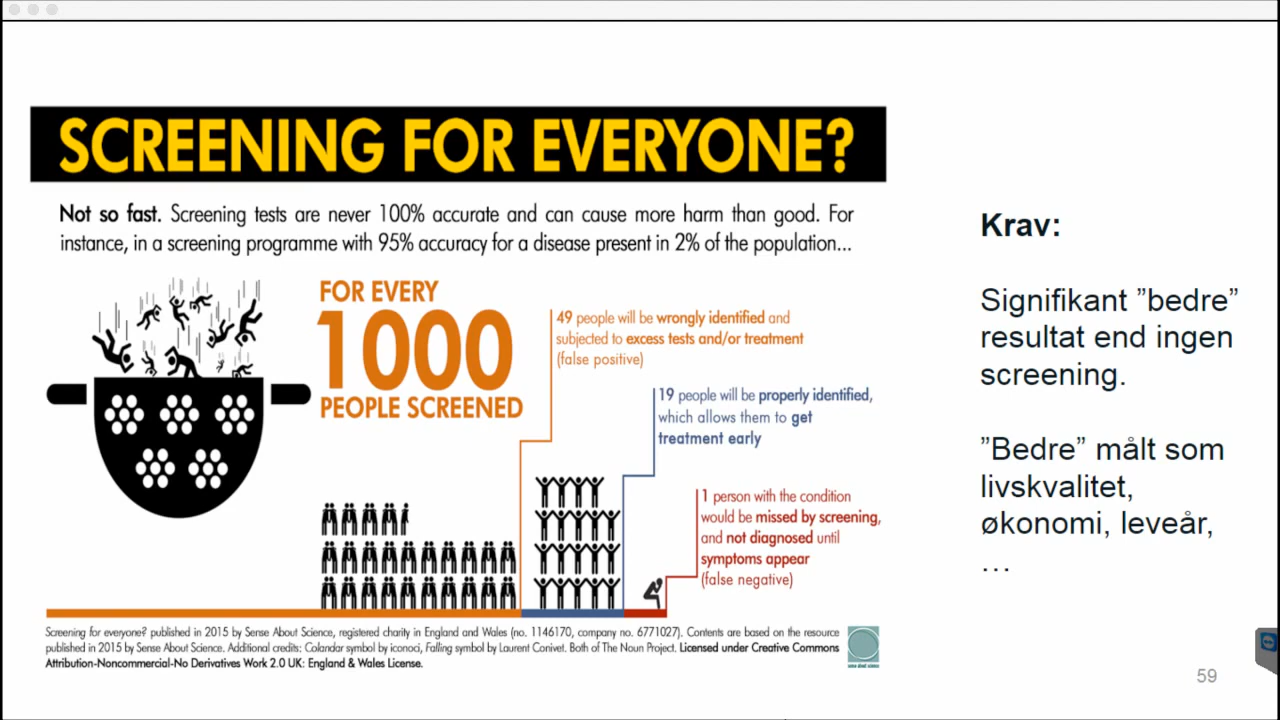 SCREENING FOR EVERYONE?
Not so fast. Screening tests are never 100% accurate and can cause more harm than good. For
instance, in a screening programme with 95% accuracy for a disease present in 2% of the population...
FOR EVERY
1000
PEOPLE SCREENED
49 people will be wrongly identified and
subjected to excess tests and/or treatment
(false positive)
19 people will be properly identified,
which allows them to get
treatment early
1 person with the condition
would be missed by screening,
and not diagnosed until
symptoms appear
(false negative)
Screening for everyone? published in 2015 by Sense About Science, registered charity in England and Wales (no. 1146170, company no. 6771027). Contents are based on the resource
published in 2015 by Sense About Science. Additional credits: Colandar symbol by iconoci, Falling symbol by Laurent Conivet. Both of The Noun Project. Licensed under Creative Commons
Attribution-Noncommercial-No Derivatives Work 2.0 UK: England & Wales License.
Krav:
Signifikant ”bedre”
resultat end ingen
screening.
”Bedre” målt som
livskvalitet,
økonomi, leveår,
…
59